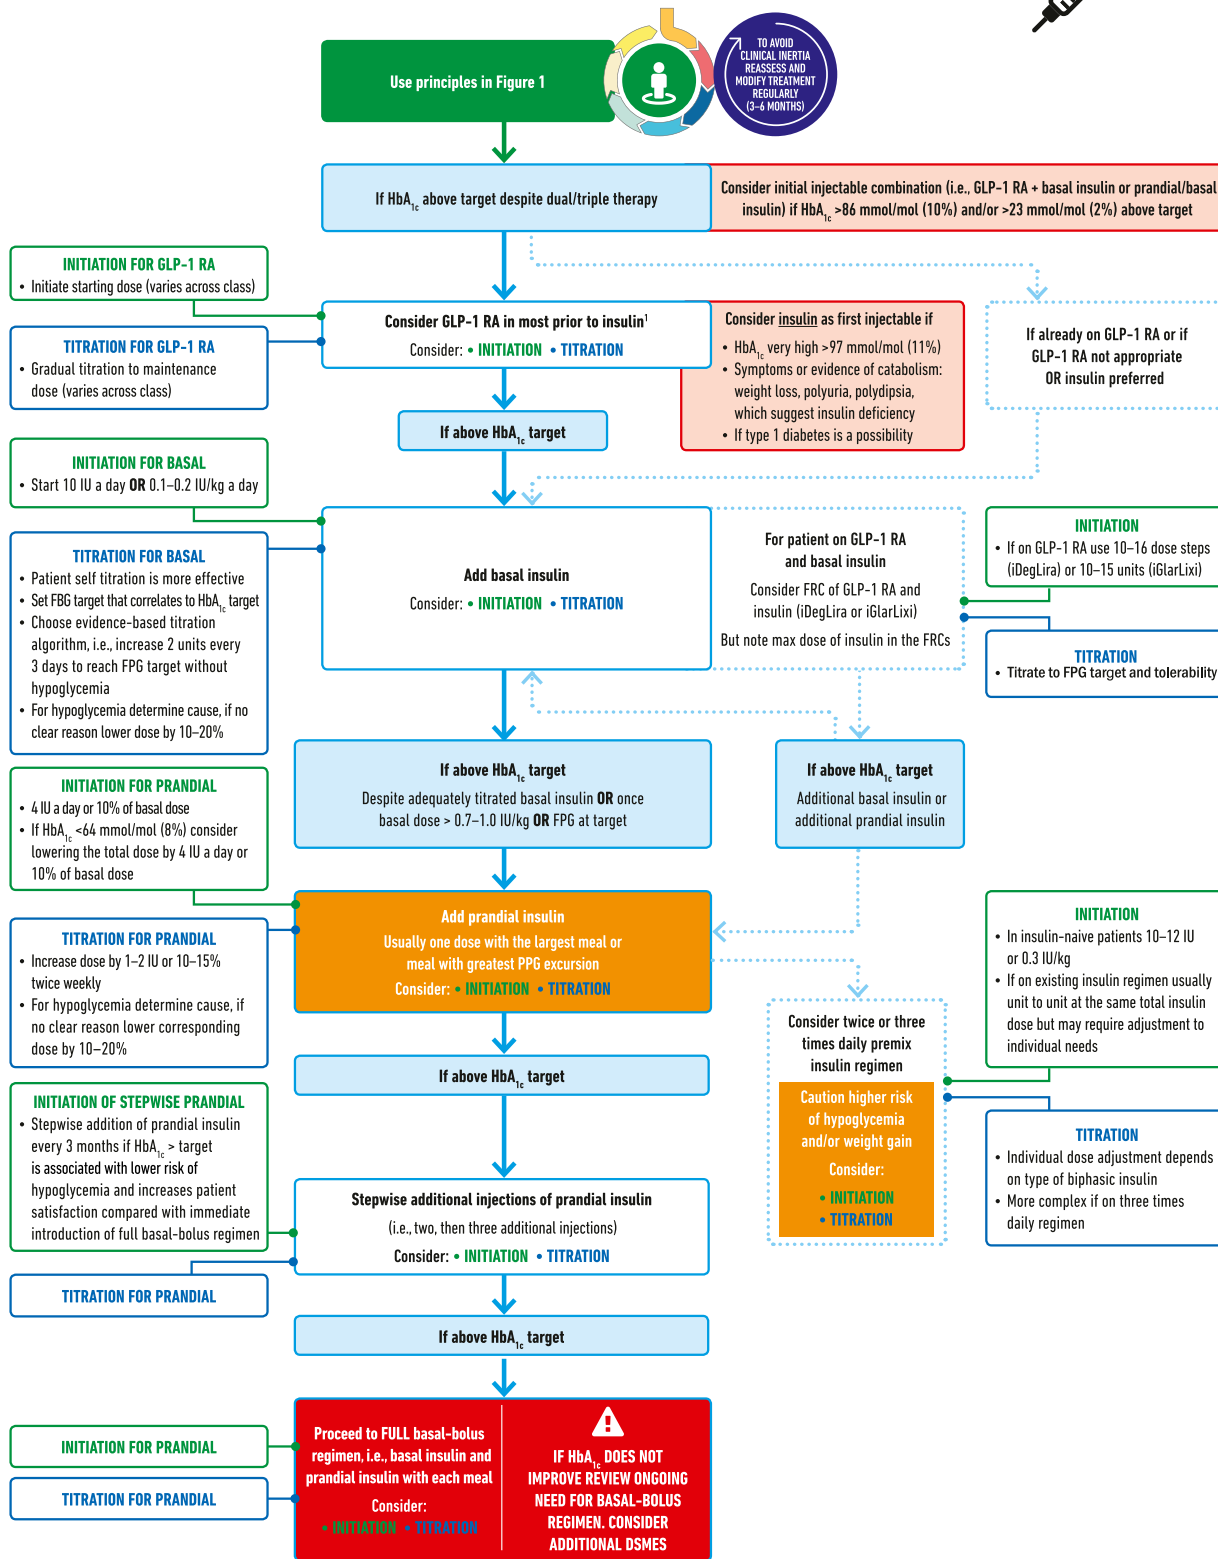 Use principles in Figure 1
TO AVOID
CLINICAL INERTIA
REASSESS AND
MODIFY TREATMENT
REGULARLY
(3–6 MONTHS)
If HbA1c above target despite dual/triple therapy
Consider initial injectable combination (i.e., GLP-1 RA + basal insulin or prandial/basal
insulin) if HbA1c >86 mmol/mol (10%) and/or >23 mmol/mol (2%) above target
INITIATION FOR GLP-1 RA
• Initiate starting dose (varies across class)
TITRATION FOR GLP-1 RA
• Gradual titration to maintenance
dose (varies across class)
Consider GLP-1 RA in most prior to insulin1
Consider: • INITIATION • TITRATION
Consider insulin as first injectable if
• HbA1c very high >97 mmol/mol (11%)
• Symptoms or evidence of catabolism:
weight loss, polyuria, polydipsia,
which suggest insulin deficiency
• If type 1 diabetes is a possibility
If already on GLP-1 RA or if
GLP-1 RA not appropriate
OR insulin preferred
If above HbA1c target
INITIATION FOR BASAL
• Start 10 IU a day OR 0.1–0.2 IU/kg a day
TITRATION FOR BASAL
• Patient self titration is more effective
• Set FBG target that correlates to HbA1c target
• Choose evidence-based titration
algorithm, i.e., increase 2 units every
3 days to reach FPG target without
hypoglycemia
• For hypoglycemia determine cause, if no
clear reason lower dose by 10–20%
Add basal insulin
Consider: • INITIATION • TITRATION
For patient on GLP-1 RA
and basal insulin
Consider FRC of GLP-1 RA and
insulin (iDegLira or iGlarLixi)
But note max dose of insulin in the FRCs
INITIATION
• If on GLP-1 RA use 10–16 dose steps
(iDegLira) or 10–15 units (iGlarLixi)
TITRATION
• Titrate to FPG target and tolerability
If above HbA1c target
Despite adequately titrated basal insulin OR once
basal dose > 0.7–1.0 IU/kg OR FPG at target
If above HbA1c target
Additional basal insulin or
additional prandial insulin
INITIATION FOR PRANDIAL
• 4 IU a day or 10% of basal dose
• If HbA1c <64 mmol/mol (8%) consider
lowering the total dose by 4 IU a day or
10% of basal dose
TITRATION FOR PRANDIAL
• Increase dose by 1–2 IU or 10–15%
twice weekly
• For hypoglycemia determine cause, if
no clear reason lower corresponding
dose by 10–20%
Add prandial insulin
Usually one dose with the largest meal or
meal with greatest PPG excursion
Consider: • INITIATION • TITRATION
INITIATION
• In insulin-naive patients 10–12 IU
or 0.3 IU/kg
• If on existing insulin regimen usually
unit to unit at the same total insulin
dose but may require adjustment to
individual needs
Consider twice or three
times daily premix
insulin regimen
Caution higher risk
of hypoglycemia
and/or weight gain
Consider:
• INITIATION
• TITRATION
TITRATION
• Individual dose adjustment depends
on type of biphasic insulin
• More complex if on three times
daily regimen
If above HbA1c target
INITIATION OF STEPWISE PRANDIAL
• Stepwise addition of prandial insulin
every 3 months if HbA1c > target
is associated with lower risk of
hypoglycemia and increases patient
satisfaction compared with immediate
introduction of full basal-bolus regimen
TITRATION FOR PRANDIAL
Stepwise additional injections of prandial insulin
(i.e., two, then three additional injections)
Consider: • INITIATION • TITRATION
If above HbA1c target
INITIATION FOR PRANDIAL
TITRATION FOR PRANDIAL
Proceed to FULL basal-bolus
regimen, i.e., basal insulin and
prandial insulin with each meal
Consider:
• INITIATION • TITRATION
IF HbA1c DOES NOT
IMPROVE REVIEW ONGOING
NEED FOR BASAL-BOLUS
REGIMEN. CONSIDER
ADDITIONAL DSMES